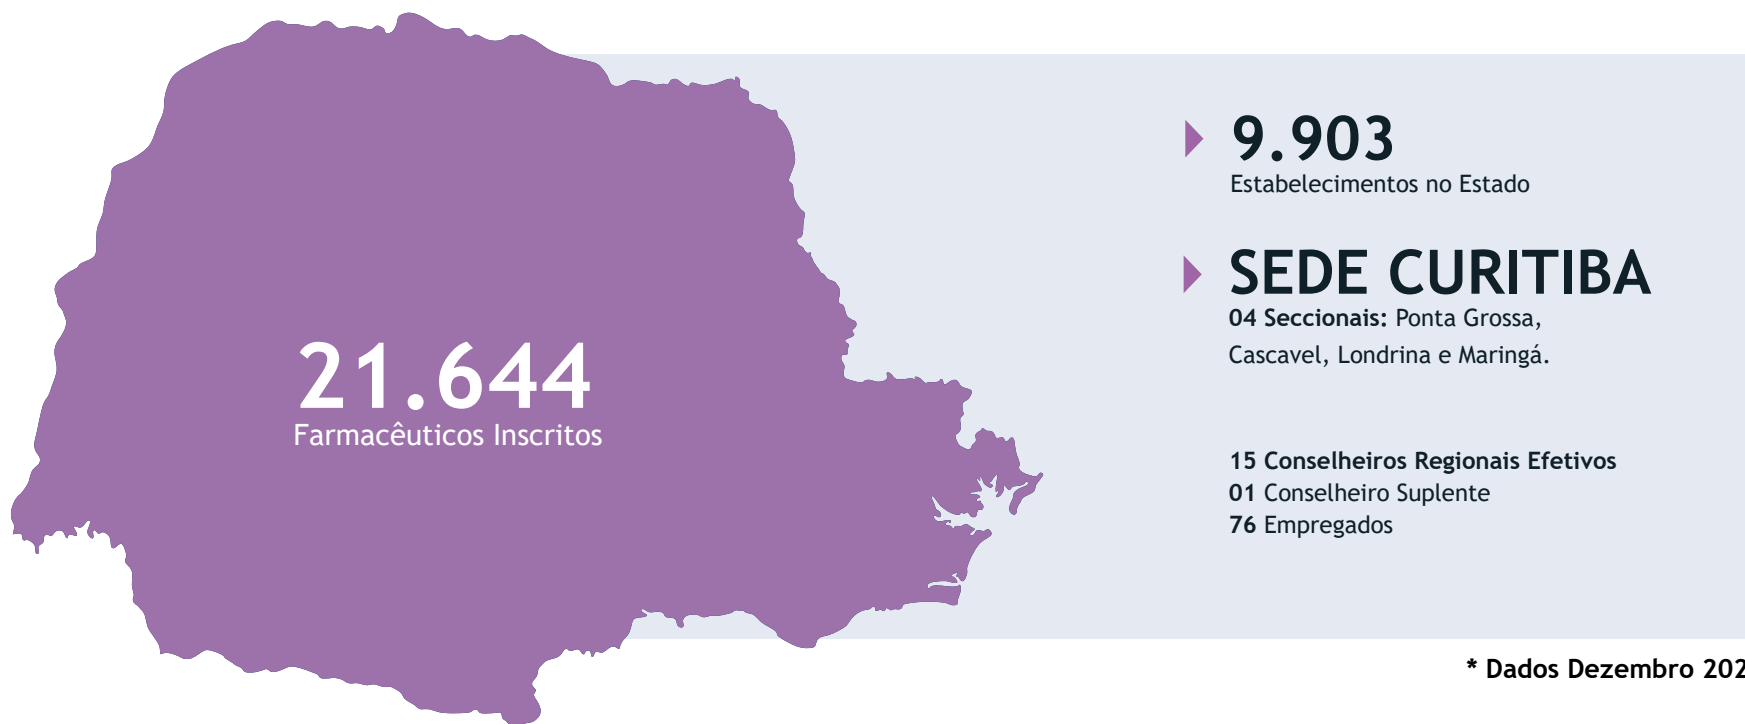 21.644
Farmacêuticos Inscritos
9.903
Estabelecimentos no Estado
SEDE CURITIBA
04 Seccionais: Ponta Grossa,
Cascavel, Londrina e Maringá.
15 Conselheiros Regionais Efetivos
01 Conselheiro Suplente
76 Empregados
* Dados Dezembro